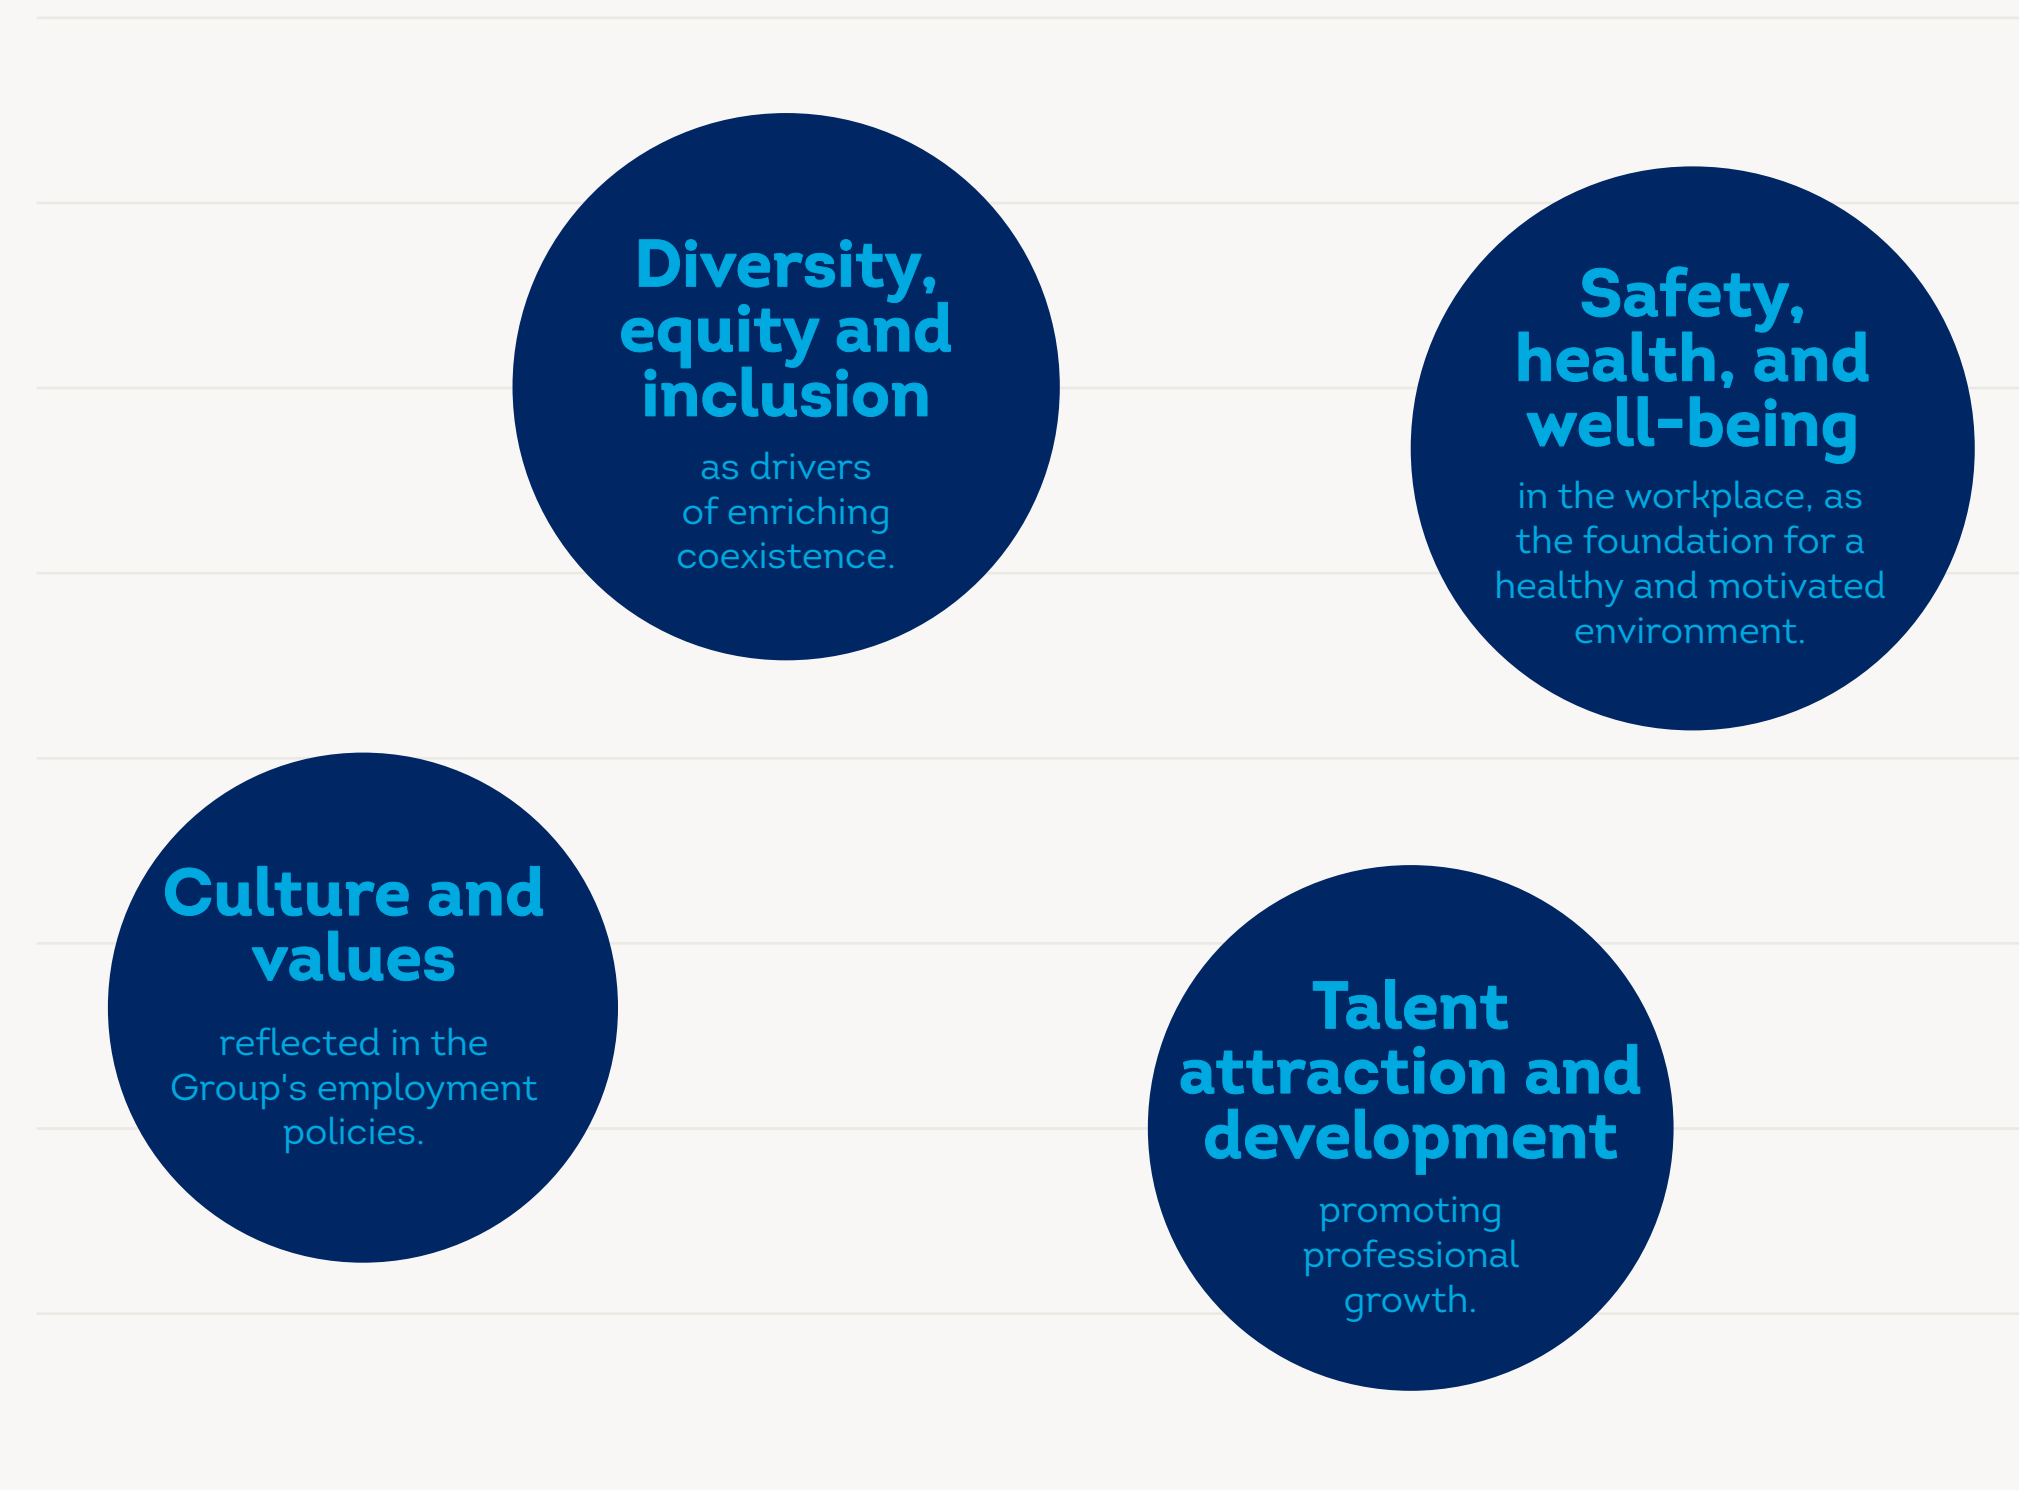 Diversity,
equity and
inclusion
as drivers
of enriching
coexistence.
Safety,
health, and
well-being
in the workplace, as
the foundation for a
healthy and motivated
environment.
Culture and
values
reflected in the
Group's employment
policies.
Talent
attraction and
development
promoting
professional
growth.